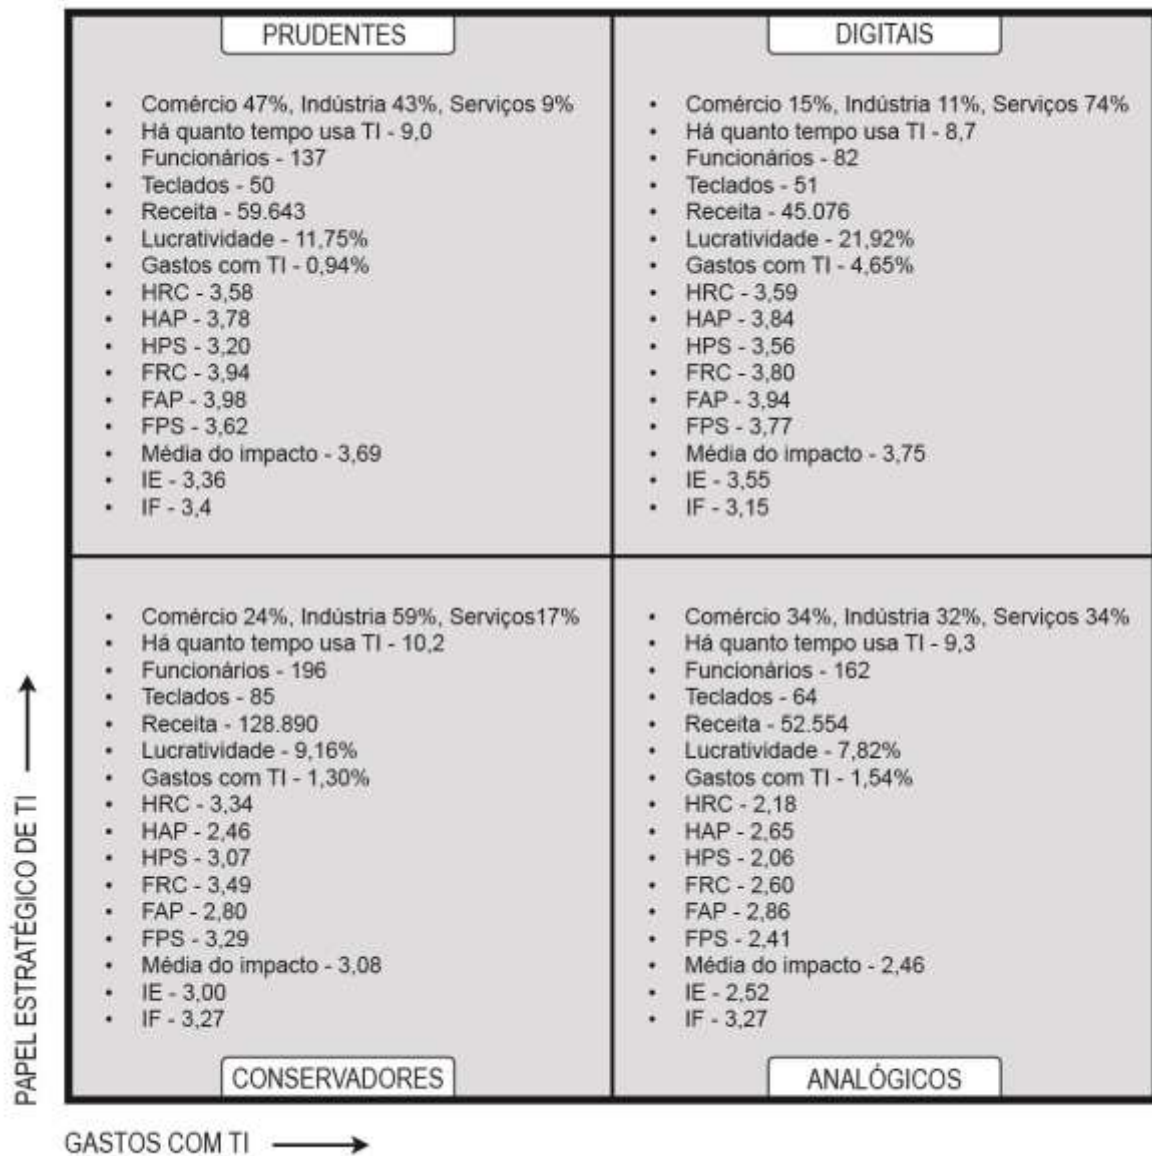 PRUDENTES
• Comércio 47%, Indústria 43%, Serviços 9%
• Há quanto tempo usa TI - 9,0
• Funcionários - 137
• Teclados - 50
• Receita - 59.643
• Lucratividade - 11,75%
• Gastos com TI - 0,94%
• HRC - 3,58
• HAP - 3,78
• HPS - 3,20
• FRC - 3,94
• FAP - 3,98
• FPS - 3,62
• Média do impacto - 3,69
• IE - 3,36
• IF - 3,4
DIGITAIS
• Comércio 15%, Indústria 11%, Serviços 74%
• Há quanto tempo usa TI - 8,7
• Funcionários - 82
• Teclados - 51
• Receita - 45.076
• Lucratividade - 21,92%
• Gastos com TI - 4,65%
• HRC - 3,59
• HAP - 3,84
• HPS - 3,56
• FRC - 3,80
• FAP - 3,94
• FPS - 3,77
• Média do impacto - 3,75
• IE - 3,55
• IF - 3,15
• Comércio 24%, Indústria 59%, Serviços17%
• Há quanto tempo usa TI - 10,2
• Funcionários - 196
• Teclados - 85
• Receita - 128.890
• Lucratividade - 9,16%
• Gastos com TI - 1,30%
• HRC - 3,34
• HAP - 2,46
• HPS - 3,07
• FRC - 3,49
• FAP - 2,80
• FPS - 3,29
• Média do impacto - 3,08
• IE - 3,00
• IF - 3,27
CONSERVADORES
• Comércio 34%, Indústria 32%, Serviços 34%
• Há quanto tempo usa TI - 9,3
• Funcionários - 162
• Teclados - 64
• Receita - 52.554
• Lucratividade - 7,82%
• Gastos com TI - 1,54%
• HRC - 2,18
• HAP - 2,65
• HPS - 2,06
• FRC - 2,60
• FAP - 2,86
• FPS - 2,41
• Média do impacto - 2,46
• IE - 2,52
• IF - 3,27
ANALÓGICOS
PAPEL ESTRATÉGICO DE TI
GASTOS COM TI